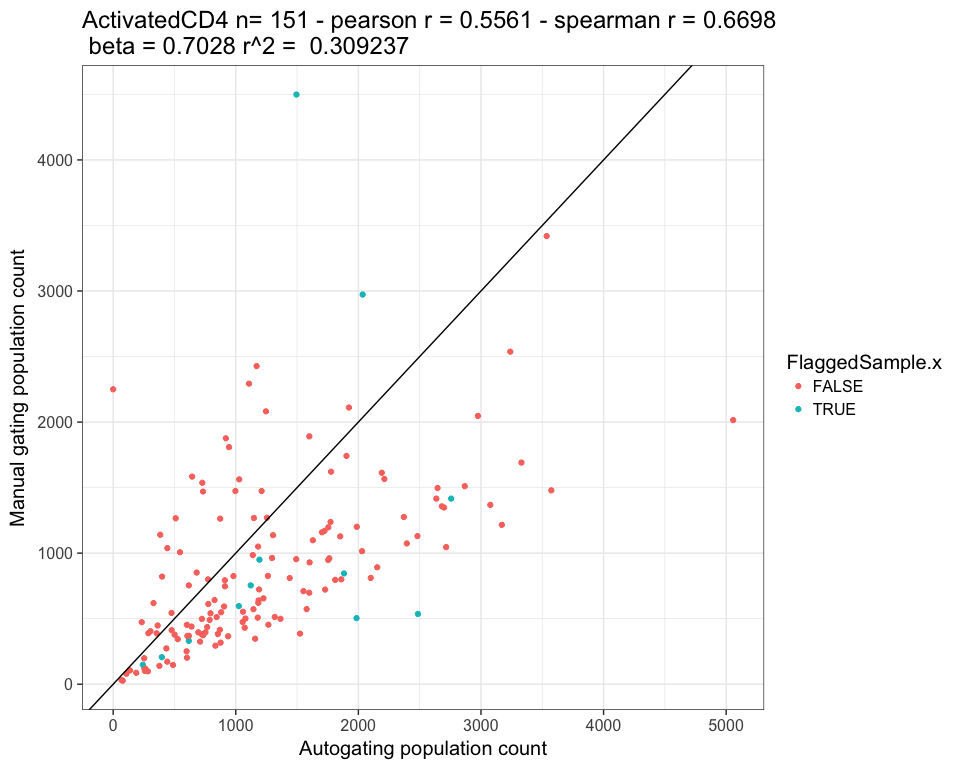 ActivatedCD4 n= 151 - pearson r = 0.5561 - spearman r = 0.6698
beta = 0.7028 r^2 =  0.309237
Manual gating population count
4000
3000
2000
1000
0
0 1000 2000 3000 4000 5000
Autogating population count
FlaggedSample.x
FALSE
TRUE